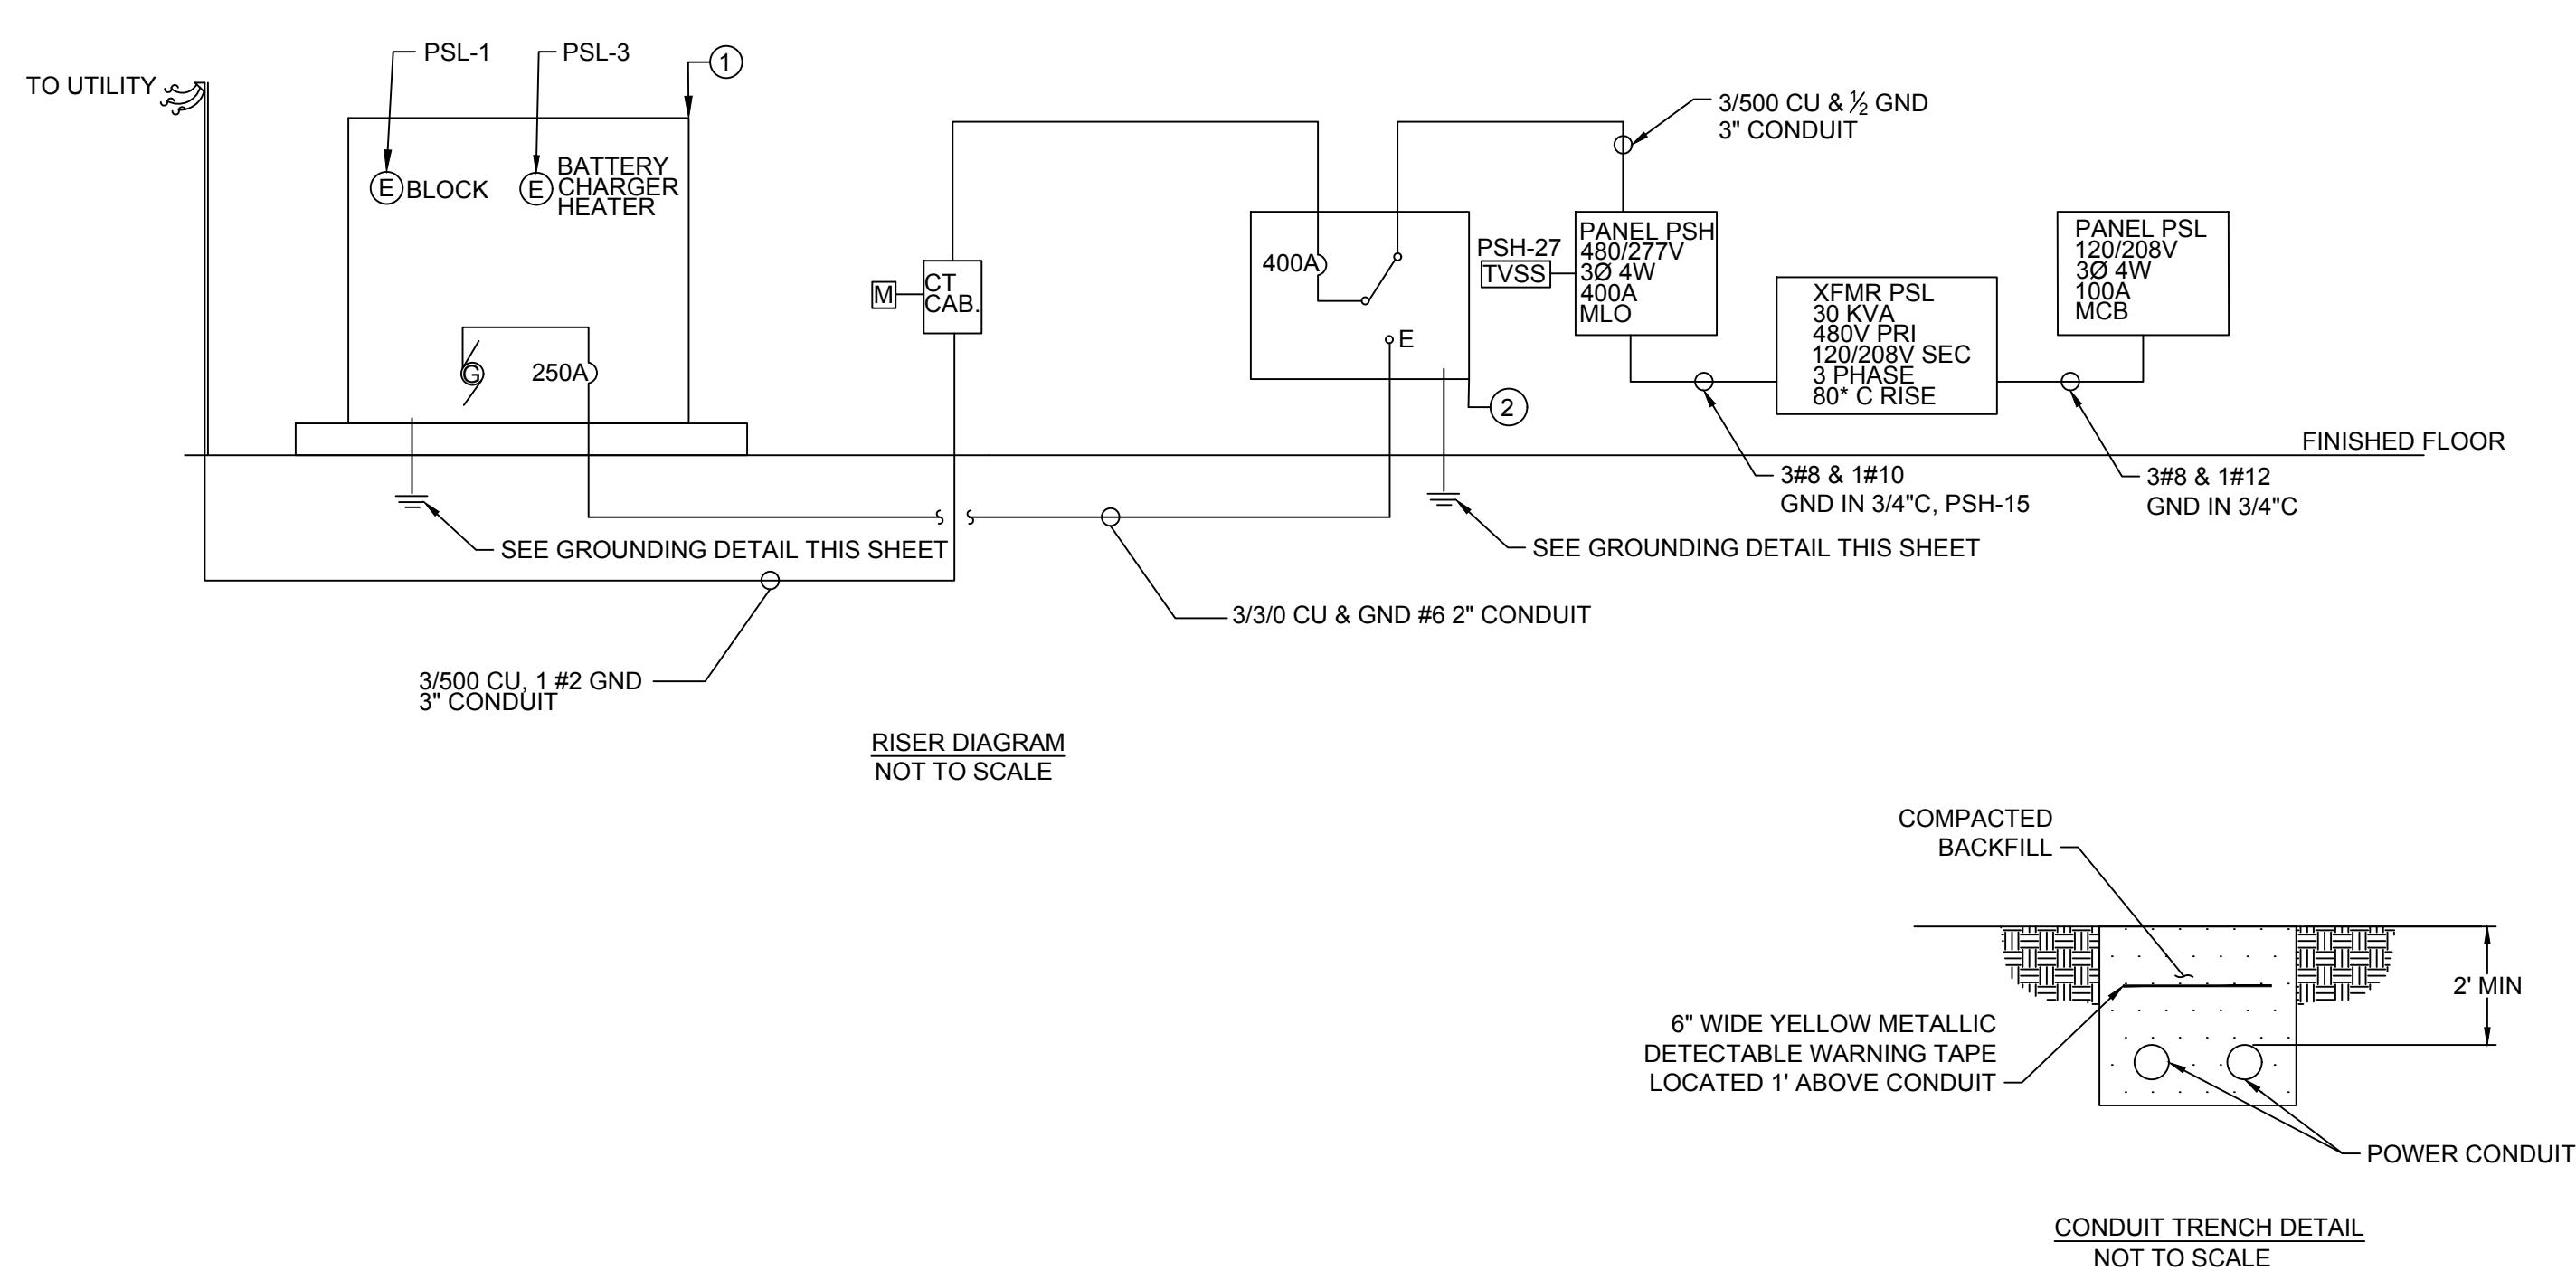 TO UTILITY
PSL-1
PSL-3
1
E
BLOCK
E
BATTERY
CHARGER
HEATER
G
250A
M
CT
CAB.
400A
E
2
3/500 CU & ½ GND
3" CONDUIT
PSH-27
TVSS
PANEL PSH
480/277V
3Ø 4W
400A
MLO
XFMR PSL
30 KVA
480V PRI
120/208V SEC
3 PHASE
80* C RISE
PANEL PSL
120/208V
3Ø 4W
100A
MCB
FINISHED FLOOR
3#8 & 1#10
GND IN 3/4"C, PSH-15
3#8 & 1#12
GND IN 3/4"C
SEE GROUNDING DETAIL THIS SHEET
SEE GROUNDING DETAIL THIS SHEET
3/3/0 CU & GND #6 2" CONDUIT
3/500 CU, 1 #2 GND
3" CONDUIT
RISER DIAGRAM
NOT TO SCALE
COMPACTED
BACKFILL
2' MIN
6" WIDE YELLOW METALLIC
DETECTABLE WARNING TAPE
LOCATED 1' ABOVE CONDUIT
POWER CONDUIT
CONDUIT TRENCH DETAIL
NOT TO SCALE